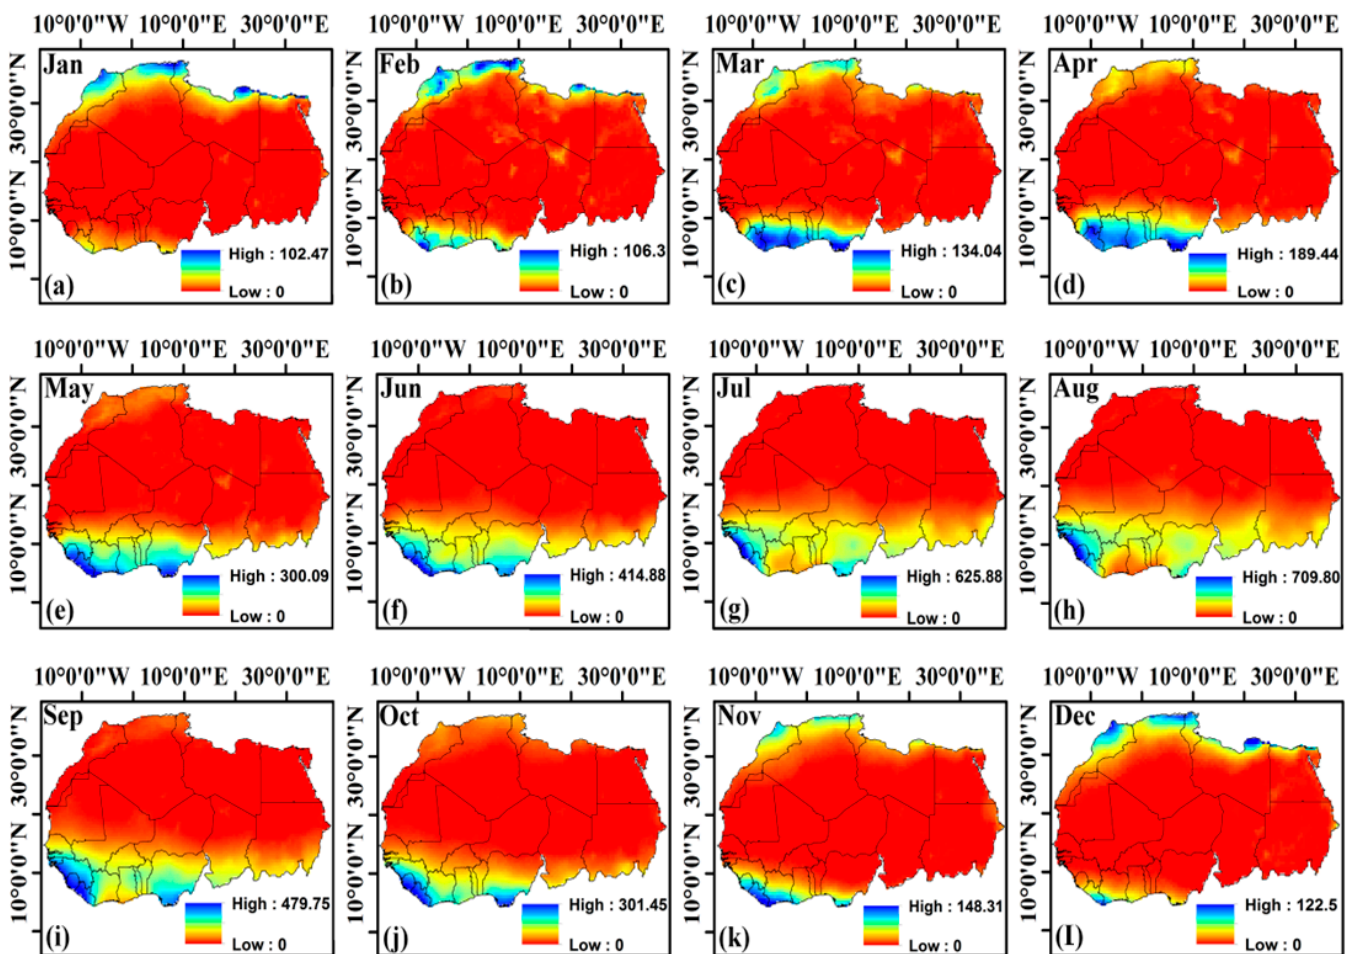 10°0'0"W 10°0'0"E 30°0'0"E 10°0'0"W 10°0'0"E 30°0'0"E 10°0'0"W 10°0'0"E 30°0'0"E 10°0'0"W 10°0'0"E 30°0'0"E
Jan
30°0'0"N
10°0'0"N
High : 102.47
Low : 0
(a)
Feb
30°0'0"N
10°0'0"N
High : 106.3
Low : 0
(b)
Mar
30°0'0"N
10°0'0"N
High : 134.04
Low : 0
(c)
Apr
30°0'0"N
10°0'0"N
High : 189.44
Low : 0
(d)
10°0'0"W 10°0'0"E 30°0'0"E 10°0'0"W 10°0'0"E 30°0'0"E 10°0'0"W 10°0'0"E 30°0'0"E 10°0'0"W 10°0'0"E 30°0'0"E
May
30°0'0"N
10°0'0"N
High : 300.09
Low : 0
(e)
Jun
30°0'0"N
10°0'0"N
High : 414.88
Low : 0
(f)
Jul
30°0'0"N
10°0'0"N
High : 625.88
Low : 0
(g)
Aug
30°0'0"N
10°0'0"N
High : 709.80
Low : 0
(h)
10°0'0"W 10°0'0"E 30°0'0"E 10°0'0"W 10°0'0"E 30°0'0"E 10°0'0"W 10°0'0"E 30°0'0"E 10°0'0"W 10°0'0"E 30°0'0"E
Sep
30°0'0"N
10°0'0"N
High : 479.75
Low : 0
(i)
Oct
30°0'0"N
10°0'0"N
High : 301.45
Low : 0
(j)
Nov
30°0'0"N
10°0'0"N
High : 148.31
Low : 0
(k)
Dec
30°0'0"N
10°0'0"N
High : 122.5
Low : 0
(I)